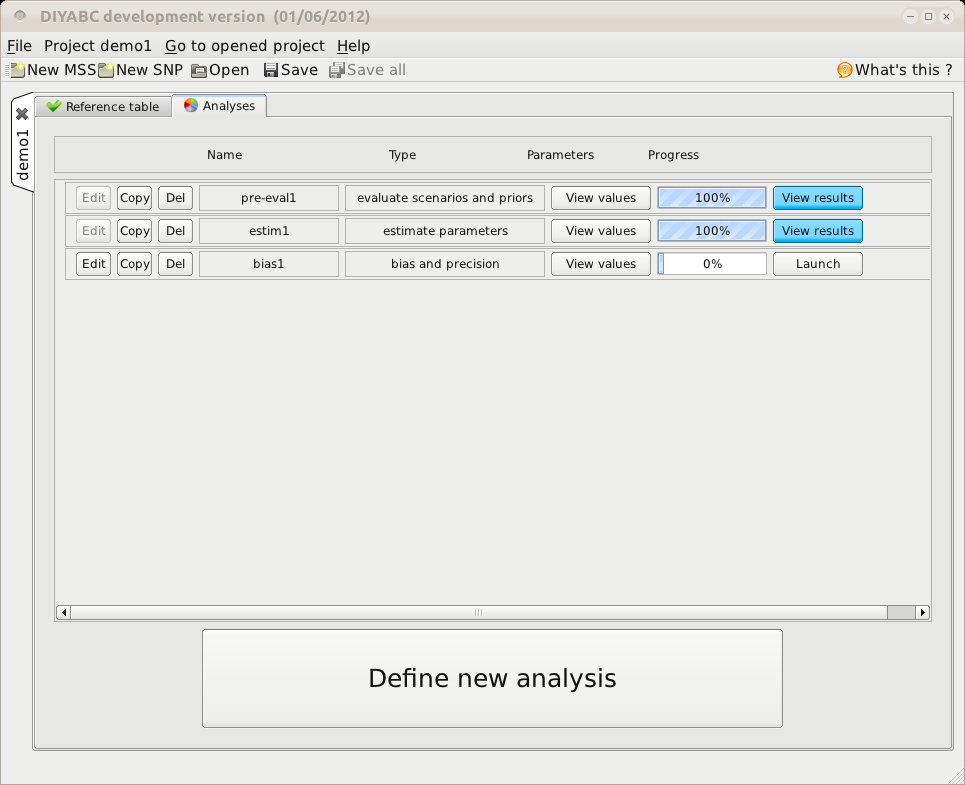 DIYABC development version (01/06/2012)
File Project demo1 Go to opened project Help
New MSS New SNP Open Save Save all What's this ?
demo1
Reference table Analyses
Name Type Parameters Progress
Edit Copy Del pre-eval1 evaluate scenarios and priors View values 100% View results
Edit Copy Del estim1 estimate parameters View values 100% View results
Edit Copy Del bias1 bias and precision View values 0% Launch
Define new analysis